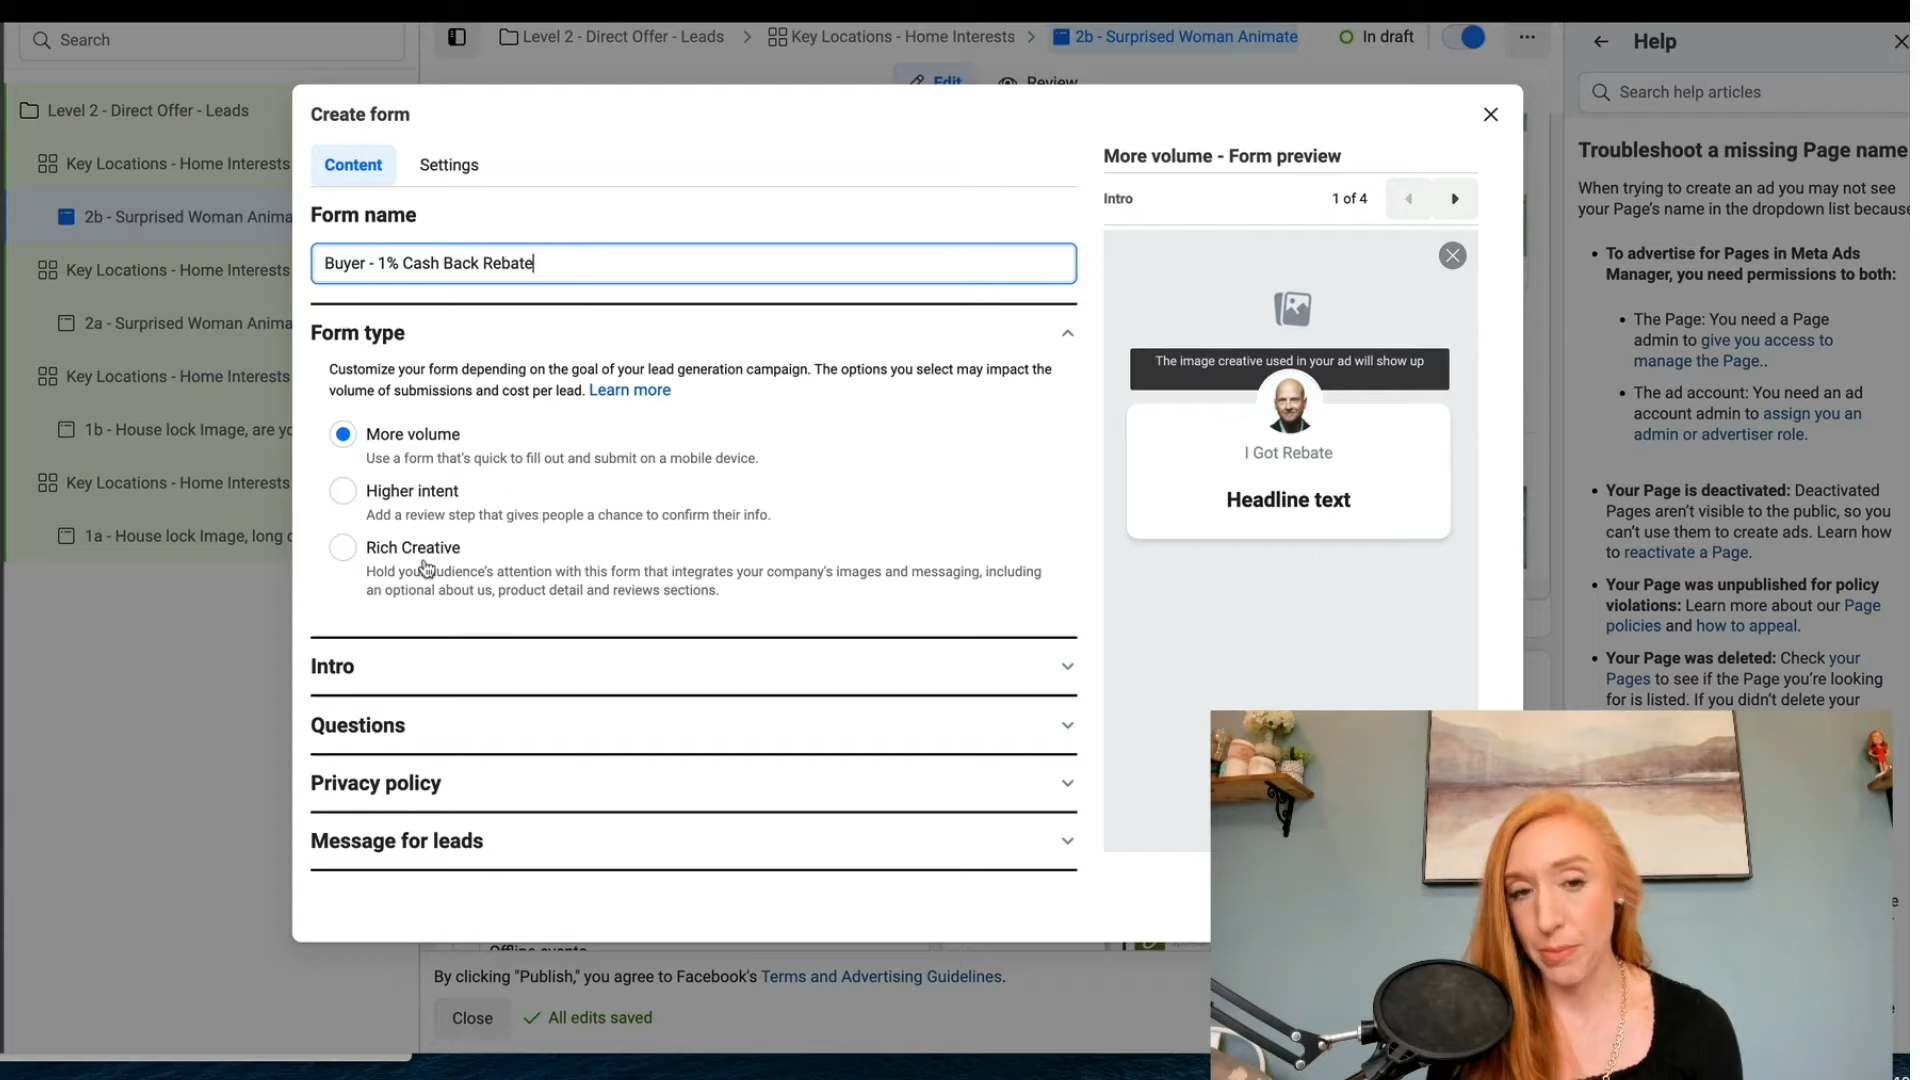 Search
Level 2 - Direct Offer - Leads
Key Locations - Home Interests
2b - Surprised Woman Animate
In draft
Edit
Review
Help
Search help articles
Level 2 - Direct Offer - Leads
Key Locations - Home Interests
2b - Surprised Woman Anima
Key Locations - Home Interests
2a - Surprised Woman Anima
Key Locations - Home Interests
1b - House lock Image, are yo
Key Locations - Home Interests
1a - House lock Image, long
Create form
Content
Settings
Form name
Buyer - 1% Cash Back Rebate
Form type
Customize your form depending on the goal of your lead generation campaign. The options you select may impact the
volume of submissions and cost per lead. Learn more
More volume
Use a form that's quick to fill out and submit on a mobile device.
Higher intent
Add a review step that gives people a chance to confirm their info.
Rich Creative
Hold your audience's attention with this form that integrates your company's images and messaging, including
an optional about us, product detail and reviews sections.
Intro
Questions
Privacy policy
Message for leads
More volume - Form preview
Intro
1 of 4
The image creative used in your ad will show up
I Got Rebate
Headline text
Troubleshoot a missing Page name
When trying to create an ad you may not see
your Page's name in the dropdown list because
To advertise for Pages in Meta Ads
Manager, you need permissions to both:
The Page: You need a Page
admin to give you access to
manage the Page..
The ad account: You need an ad
account admin to assign you an
admin or advertiser role.
Your Page is deactivated: Deactivated
Pages aren't visible to the public, so you
can't use them to create ads. Learn how
to reactivate a Page.
Your Page was unpublished for policy
violations: Learn more about our Page
policies and how to appeal.
Your Page was deleted: Check your
Pages to see if the Page you're looking
for is listed. If you didn't delete your
Offline events
By clicking "Publish," you agree to Facebook's Terms and Advertising Guidelines.
Close
All edits saved